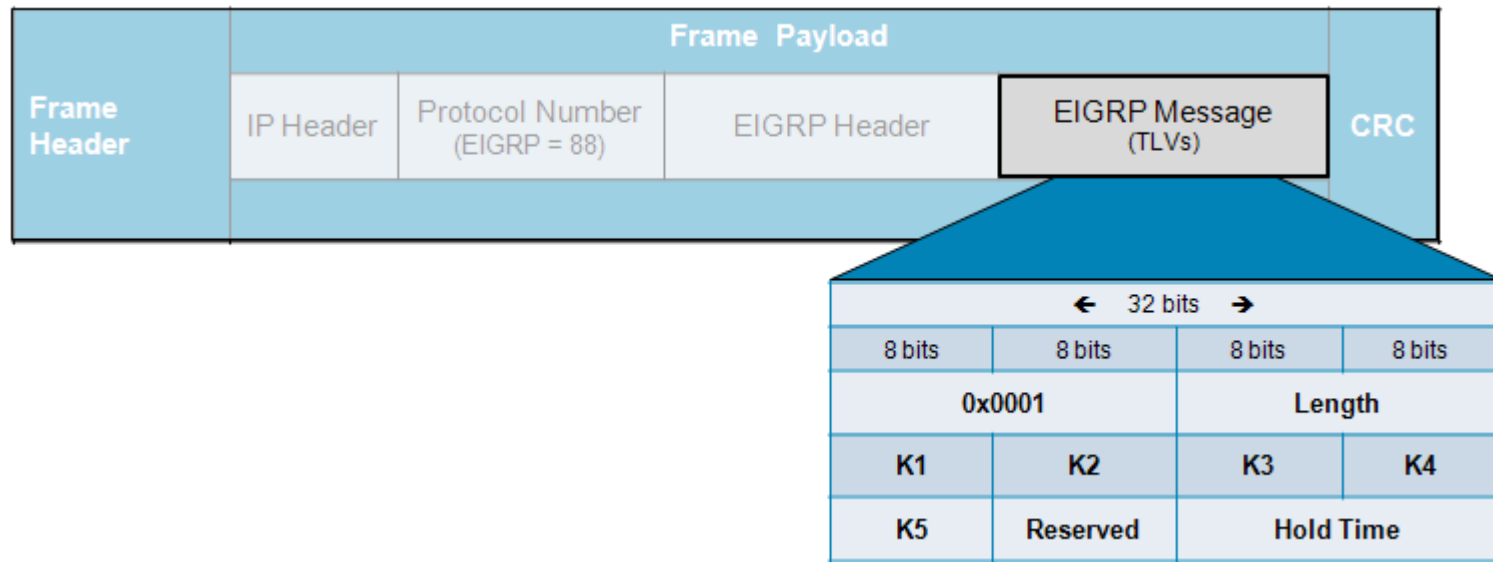 Frame Payload
Frame Header
IP Header
Protocol Number
(EIGRP = 88)
EIGRP Header
EIGRP Message
(TLVs)
CRC
← 32 bits →
8 bits 8 bits 8 bits 8 bits
0x0001 Length
K1 K2 K3 K4
K5 Reserved Hold Time